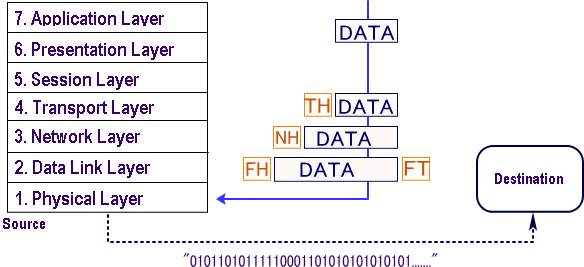 7. Application Layer
6. Presentation Layer
5. Session Layer
4. Transport Layer
3. Network Layer
2. Data Link Layer
1. Physical Layer
Source
DATA
TH DATA
NH DATA
FH DATA FT
Destination
"01011010111110001101010101010101......."